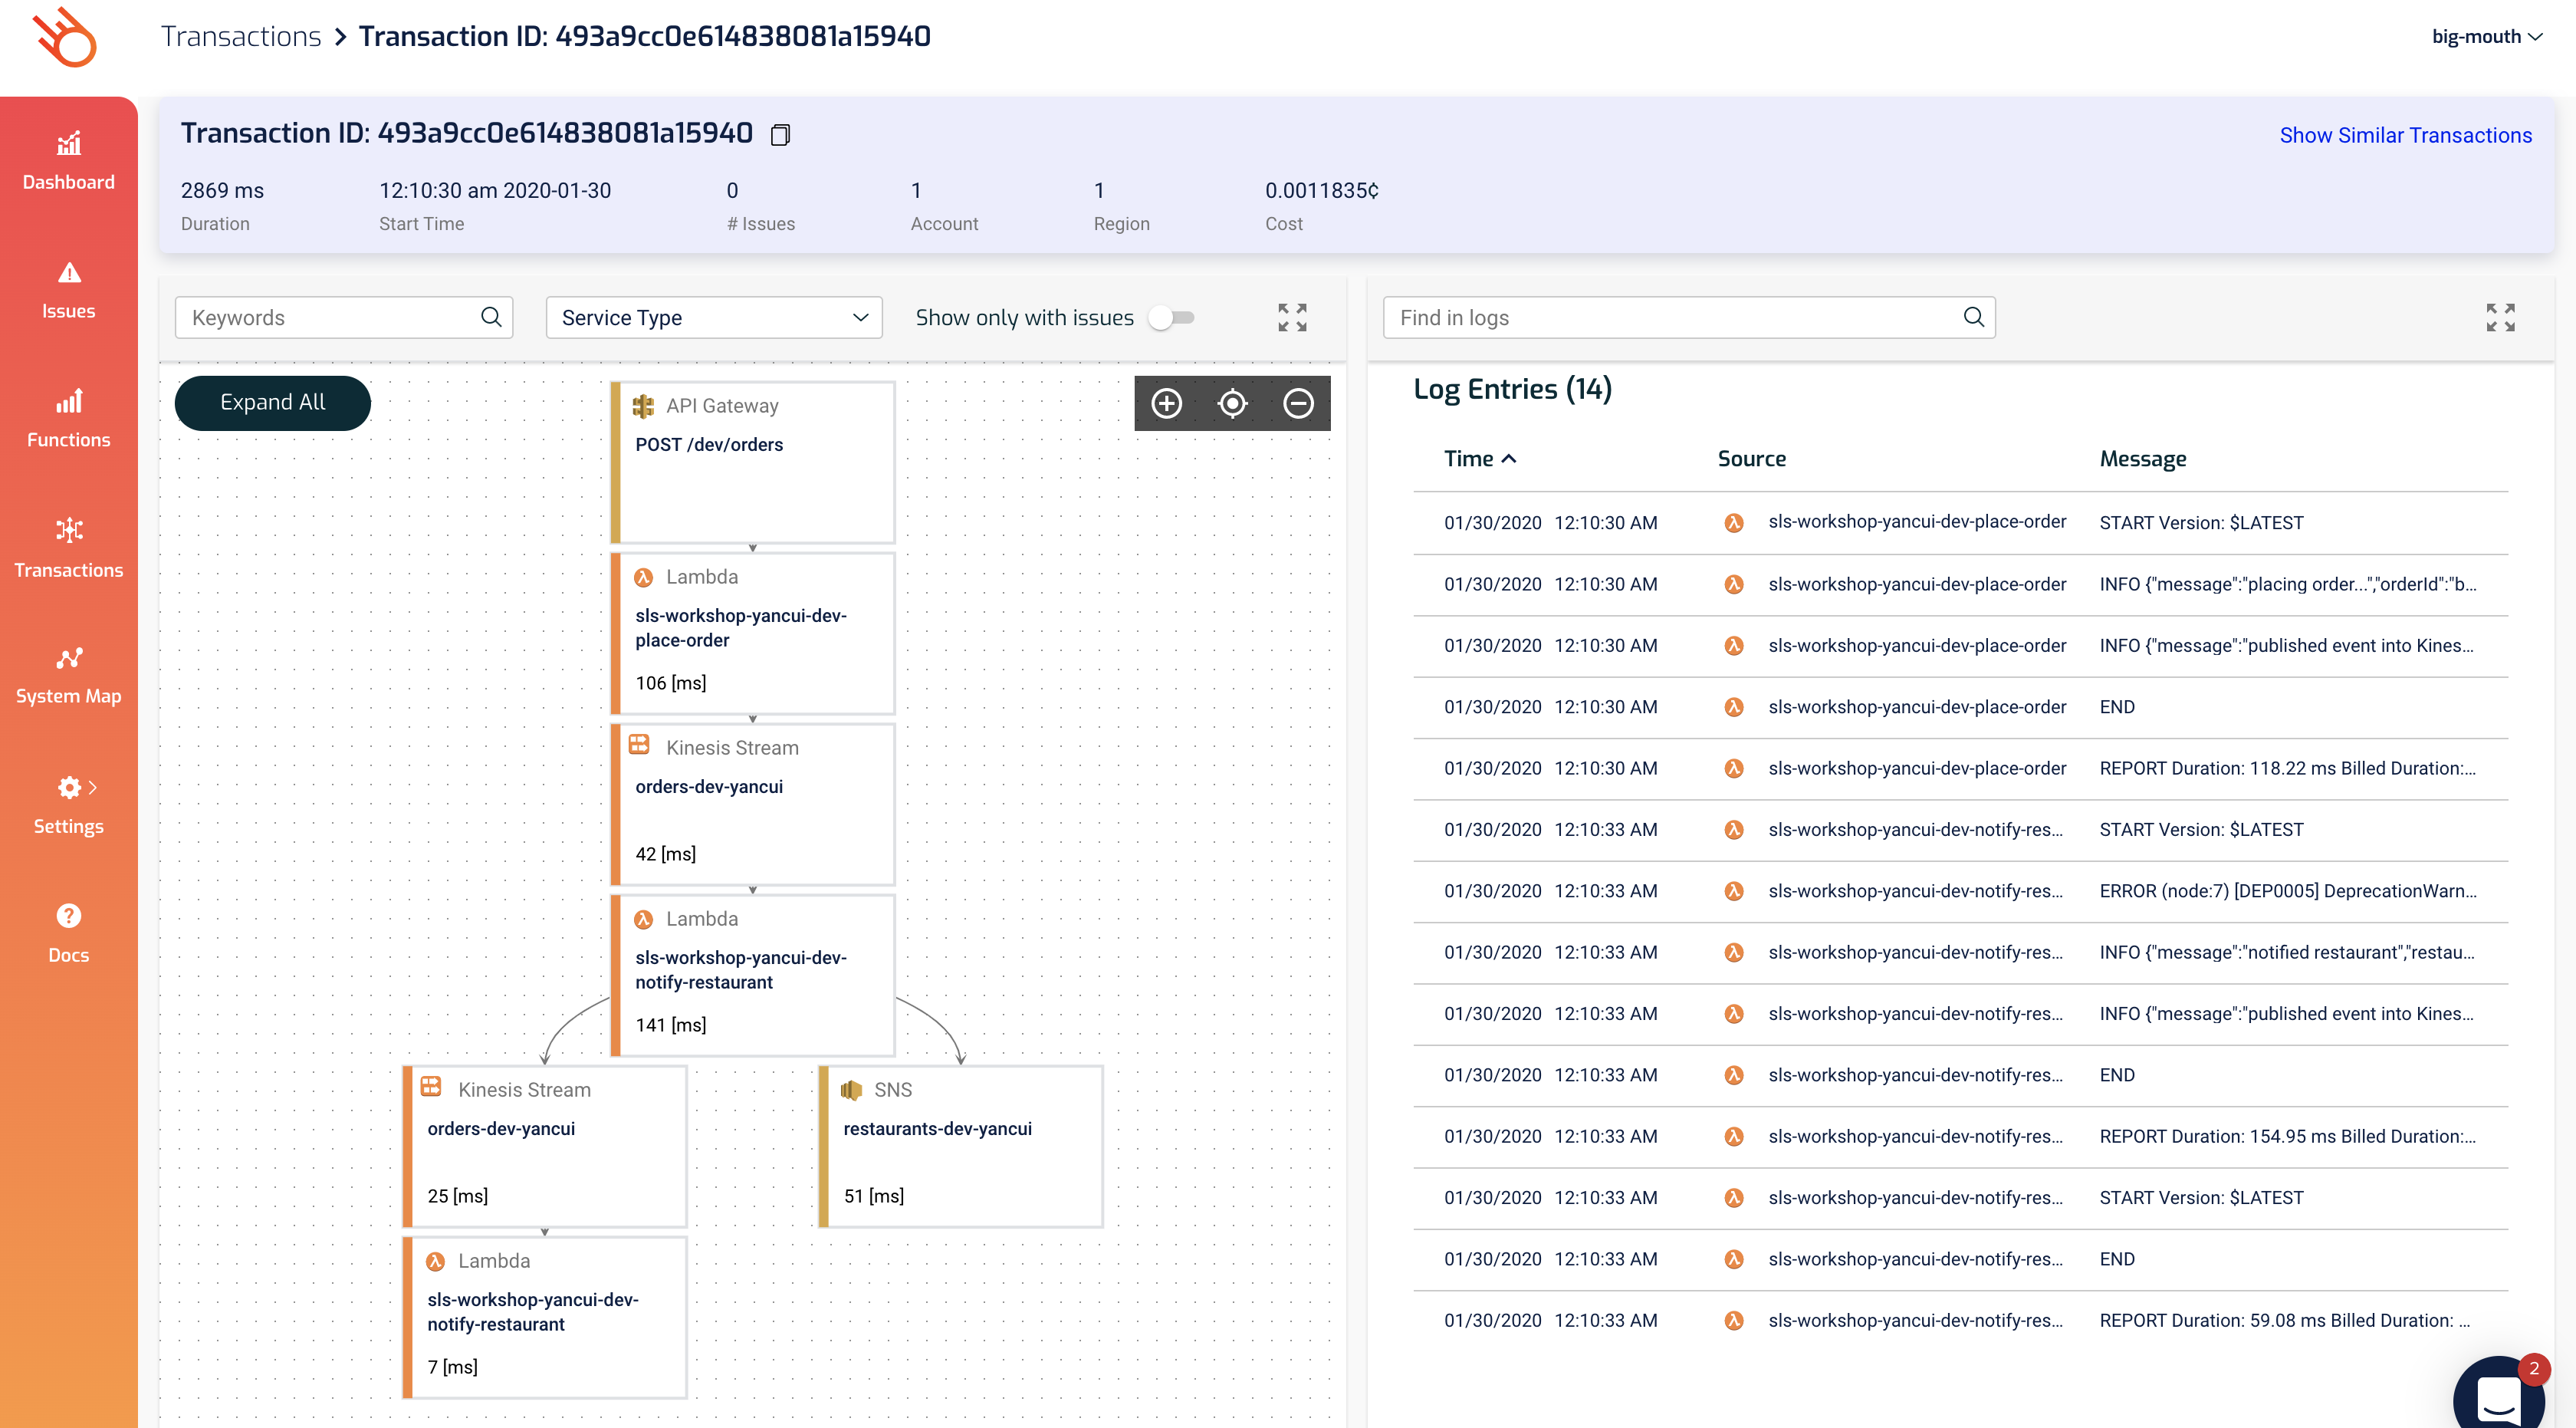 Transactions > Transaction ID: 493a9cc0e614838081a15940
big-mouth
Dashboard
Issues
Functions
Transactions
System Map
Settings
Docs
Transaction ID: 493a9cc0e614838081a15940
Show Similar Transactions
2869 ms 12:10:30 am 2020-01-30 0 1 1 0.0011835¢
Duration Start Time # Issues Account Region Cost
Keywords
Service Type
Show only with issues
Expand All
API Gateway
POST /dev/orders
Lambda
sls-workshop-yancui-dev-
place-order
106 [ms]
Kinesis Stream
orders-dev-yancui
42 [ms]
Lambda
sls-workshop-yancui-dev-
notify-restaurant
141 [ms]
Kinesis Stream
orders-dev-yancui
25 [ms]
SNS
restaurants-dev-yancui
51 [ms]
Lambda
sls-workshop-yancui-dev-
notify-restaurant
7 [ms]
Find in logs
Log Entries (14)
Time Source Message
01/30/2020 12:10:30 AM sls-workshop-yancui-dev-place-order START Version: $LATEST
01/30/2020 12:10:30 AM sls-workshop-yancui-dev-place-order INFO {"message":"placing order...","orderId":"b...
01/30/2020 12:10:30 AM sls-workshop-yancui-dev-place-order INFO {"message":"published event into Kines...
01/30/2020 12:10:30 AM sls-workshop-yancui-dev-place-order END
01/30/2020 12:10:30 AM sls-workshop-yancui-dev-place-order REPORT Duration: 118.22 ms Billed Duration:...
01/30/2020 12:10:33 AM sls-workshop-yancui-dev-notify-res... START Version: $LATEST
01/30/2020 12:10:33 AM sls-workshop-yancui-dev-notify-res... ERROR (node:7) [DEP0005] DeprecationWarn...
01/30/2020 12:10:33 AM sls-workshop-yancui-dev-notify-res... INFO {"message":"notified restaurant","restau...
01/30/2020 12:10:33 AM sls-workshop-yancui-dev-notify-res... INFO {"message":"published event into Kines...
01/30/2020 12:10:33 AM sls-workshop-yancui-dev-notify-res... END
01/30/2020 12:10:33 AM sls-workshop-yancui-dev-notify-res... REPORT Duration: 154.95 ms Billed Duration:...
01/30/2020 12:10:33 AM sls-workshop-yancui-dev-notify-res... START Version: $LATEST
01/30/2020 12:10:33 AM sls-workshop-yancui-dev-notify-res... END
01/30/2020 12:10:33 AM sls-workshop-yancui-dev-notify-res... REPORT Duration: 59.08 ms Billed Duration: ...
2